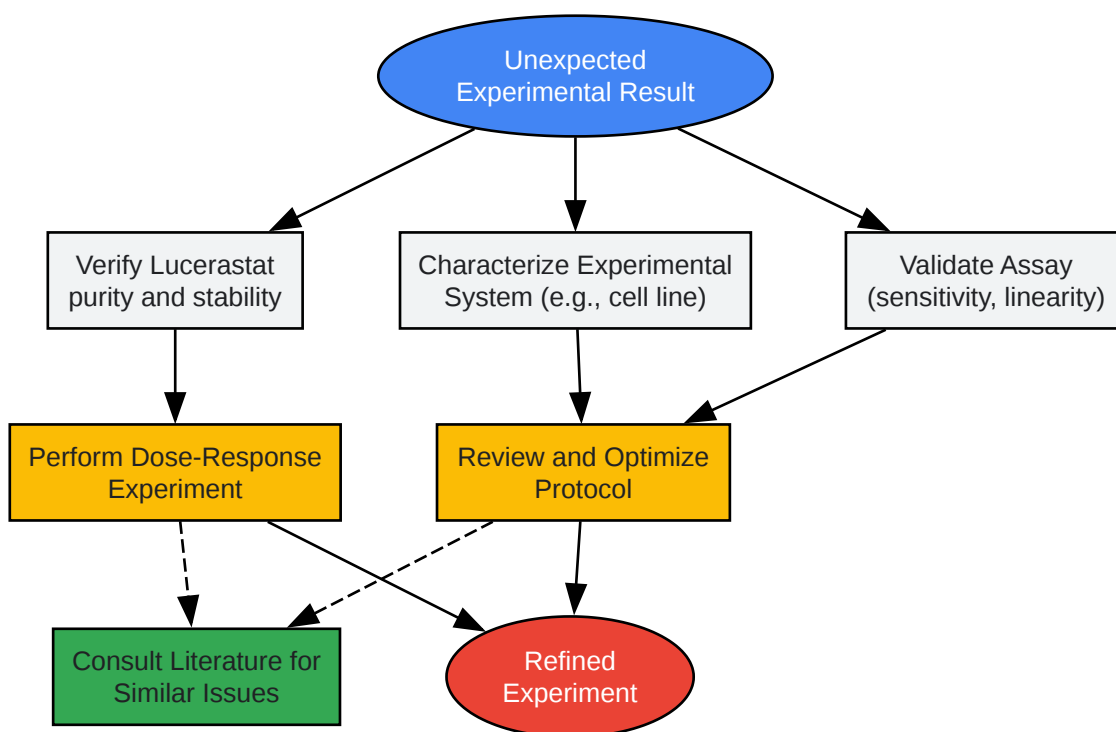 Unexpected
Experimental Result
Verify Lucerastat
purity and stability
Characterize Experimental
System (e.g., cell line)
Validate Assay
(sensitivity, linearity)
Perform Dose-Response
Experiment
Review and Optimize
Protocol
Consult Literature for
Similar Issues
Refined
Experiment